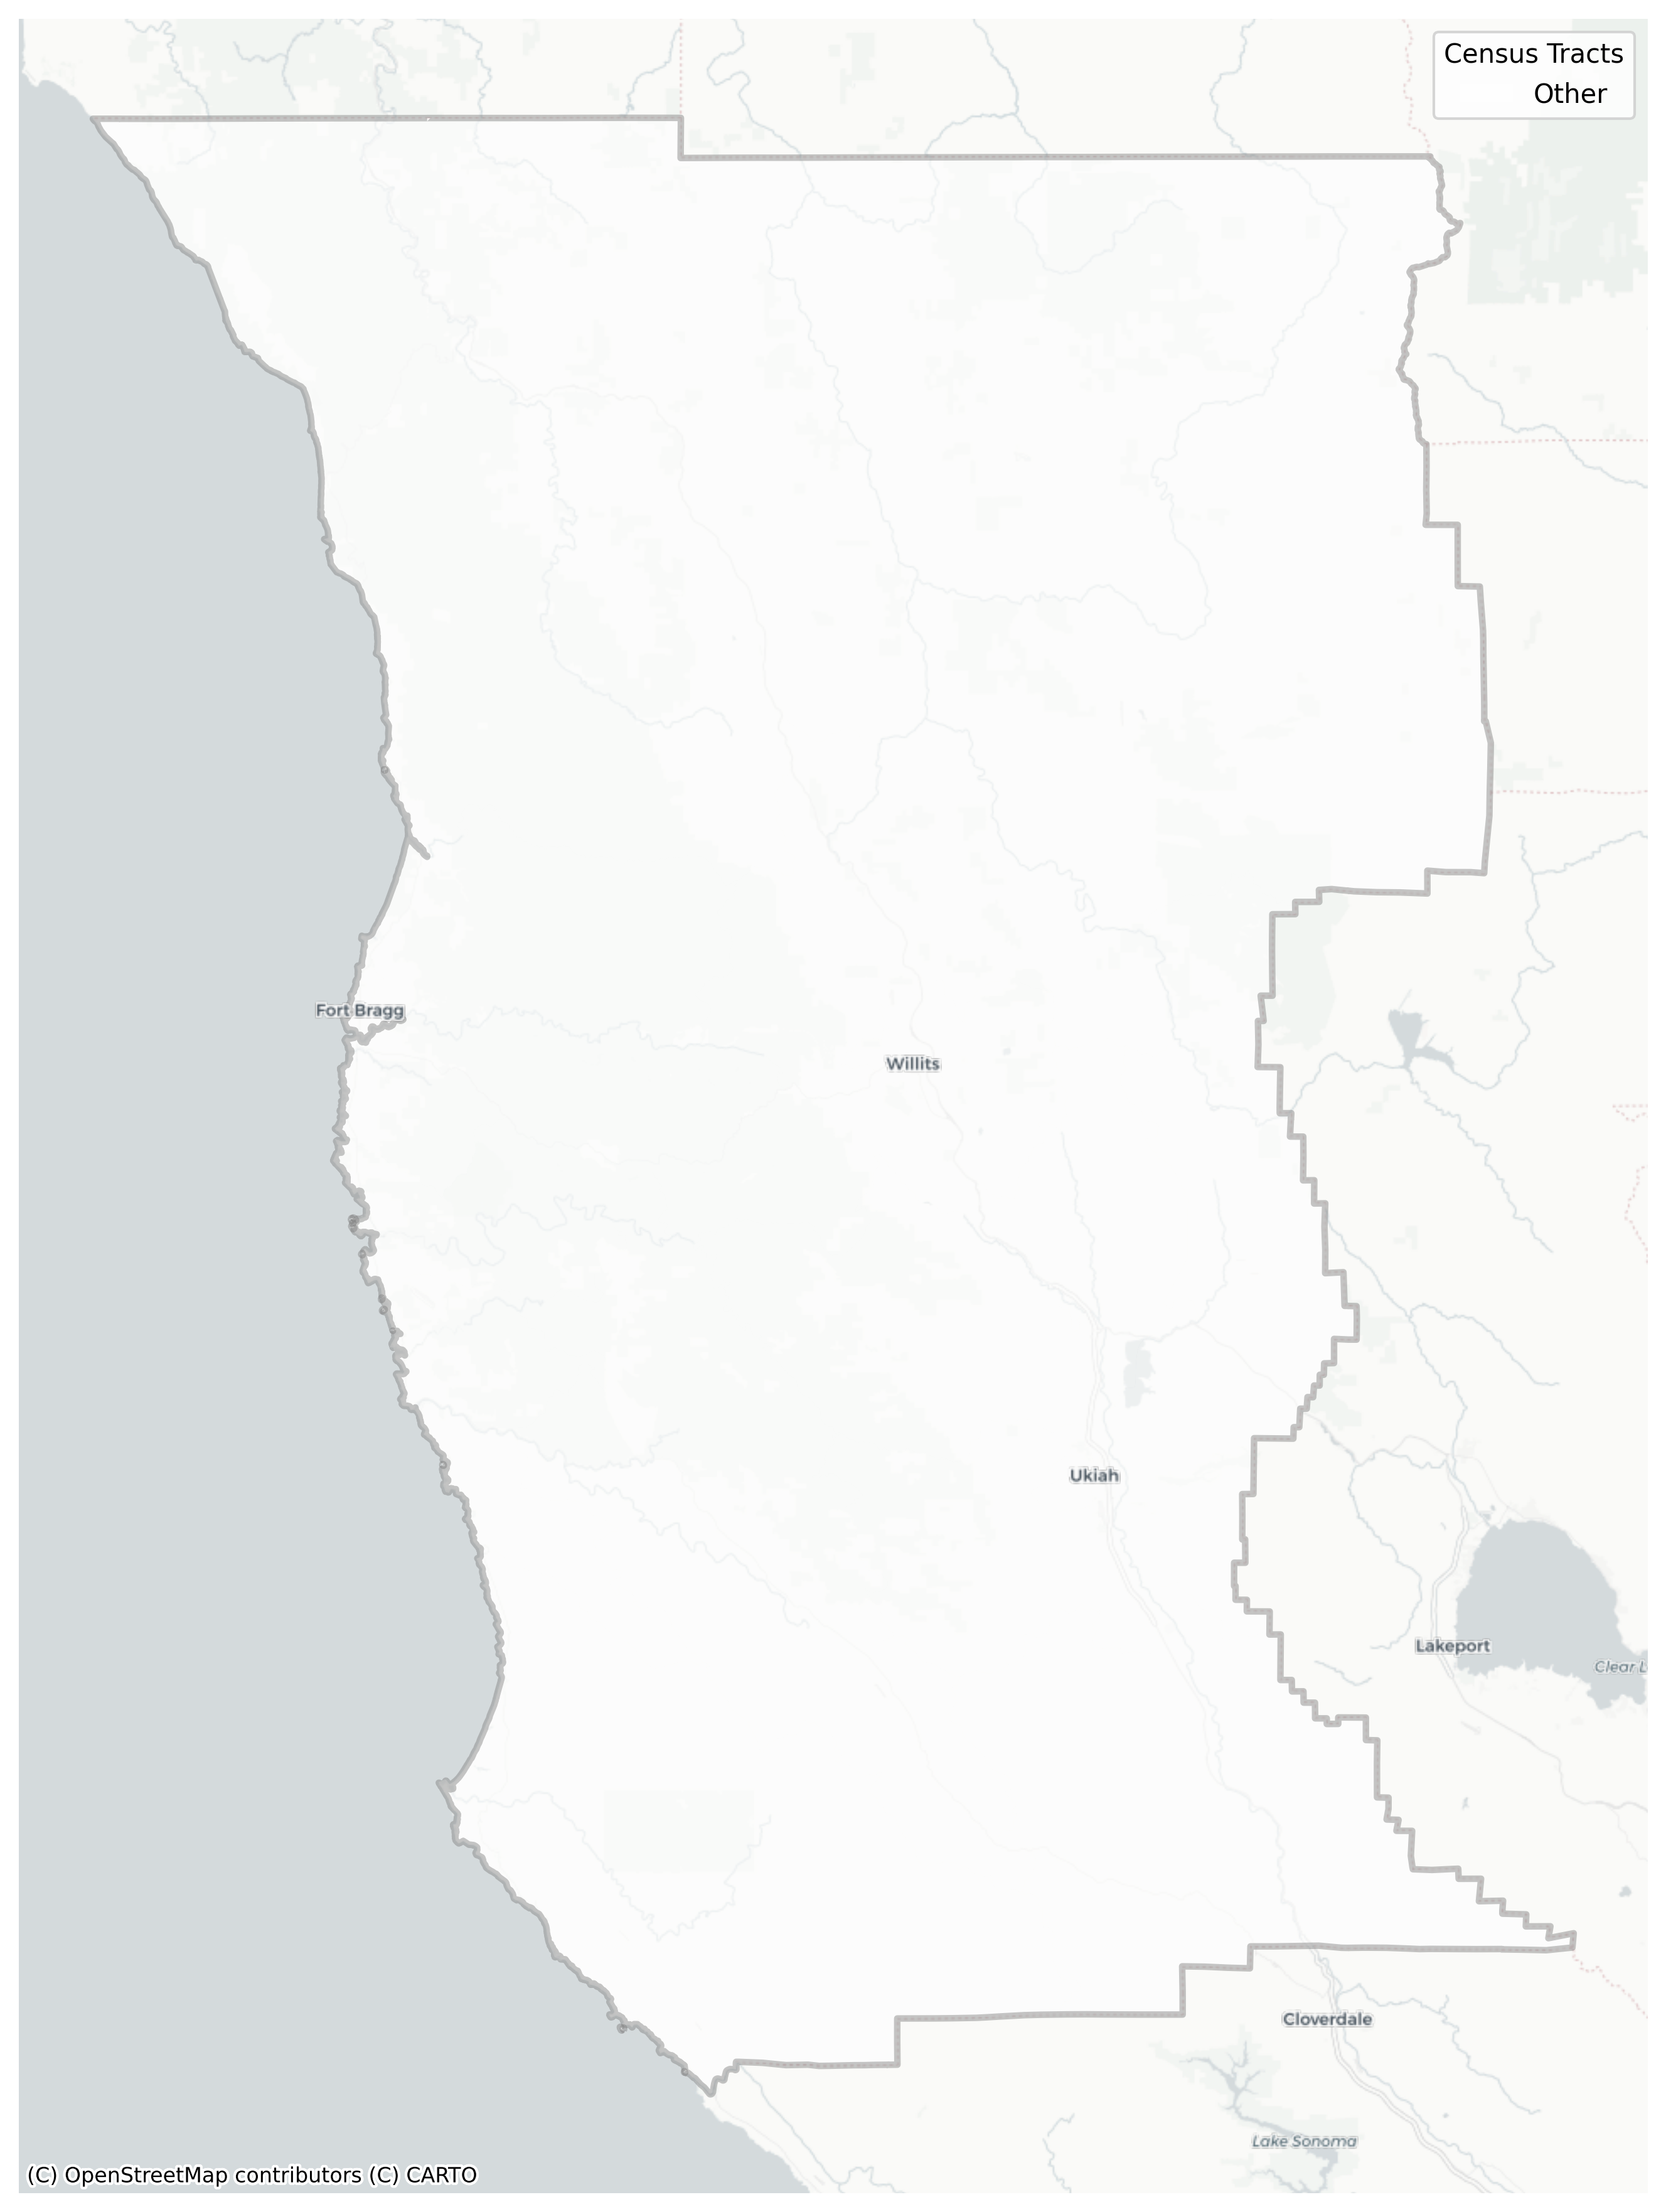 Census Tracts
Other
Fort Bragg
Willits
Ukiah
Lakeport
Clear L
Cloverdale
Lake Sonoma
(C) OpenStreetMap contributors (C) CARTO